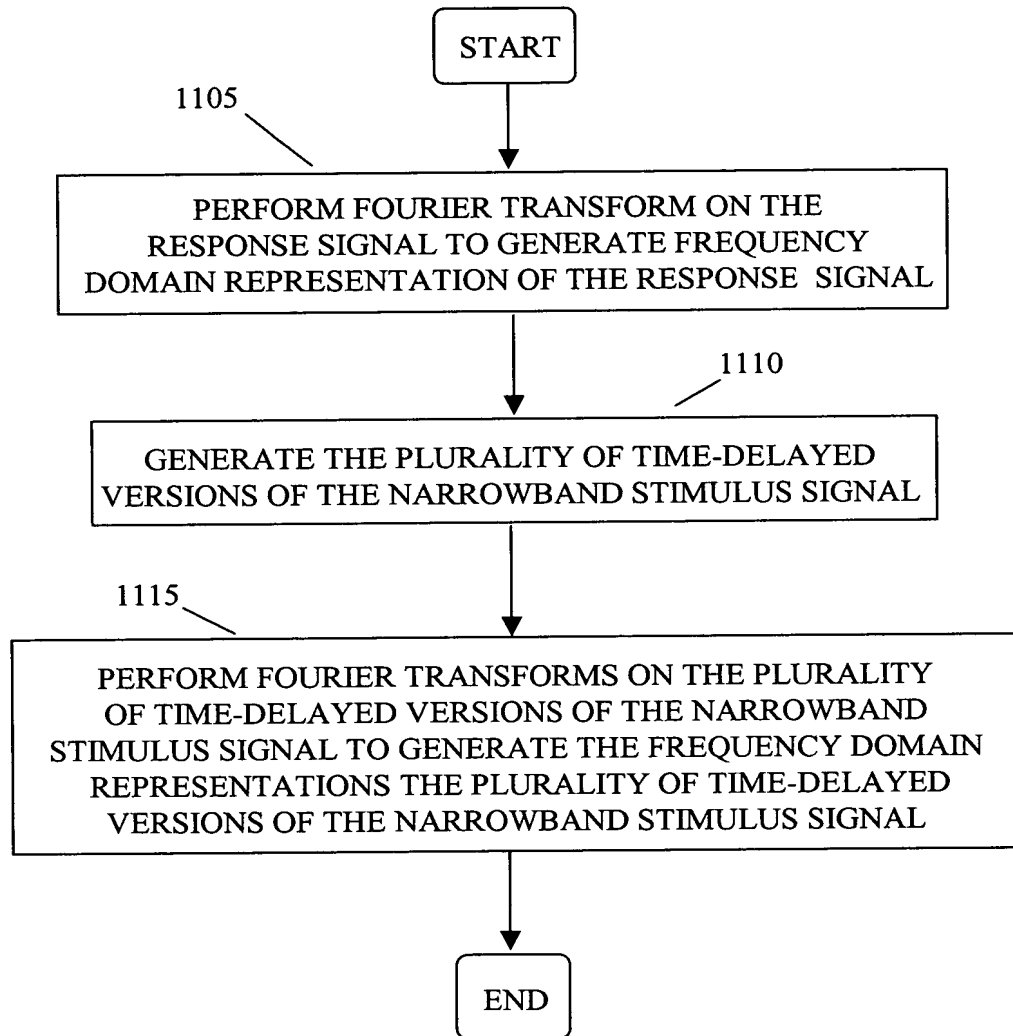 START
1105
PERFORM FOURIER TRANSFORM ON THE
RESPONSE SIGNAL TO GENERATE FREQUENCY
DOMAIN REPRESENTATION OF THE RESPONSE SIGNAL
1110
GENERATE THE PLURALITY OF TIME-DELAYED
VERSIONS OF THE NARROWBAND STIMULUS SIGNAL
1115
PERFORM FOURIER TRANSFORMS ON THE PLURALITY
OF TIME-DELAYED VERSIONS OF THE NARROWBAND
STIMULUS SIGNAL TO GENERATE THE FREQUENCY DOMAIN
REPRESENTATIONS THE PLURALITY OF TIME-DELAYED
VERSIONS OF THE NARROWBAND STIMULUS SIGNAL
END